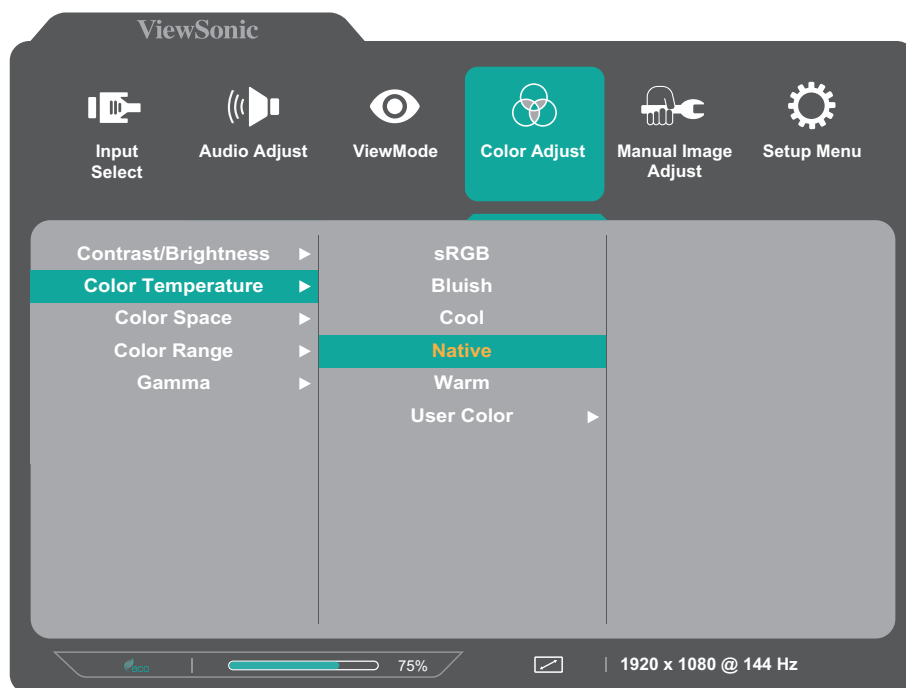 ViewSonic
Input
Select
Audio Adjust
ViewMode
Color Adjust
Manual Image
Adjust
Setup Menu
Contrast/Brightness
Color Temperature
Color Space
Color Range
Gamma
sRGB
Bluish
Cool
Native
Warm
User Color
eco
75%
1920 x 1080 @ 144 Hz